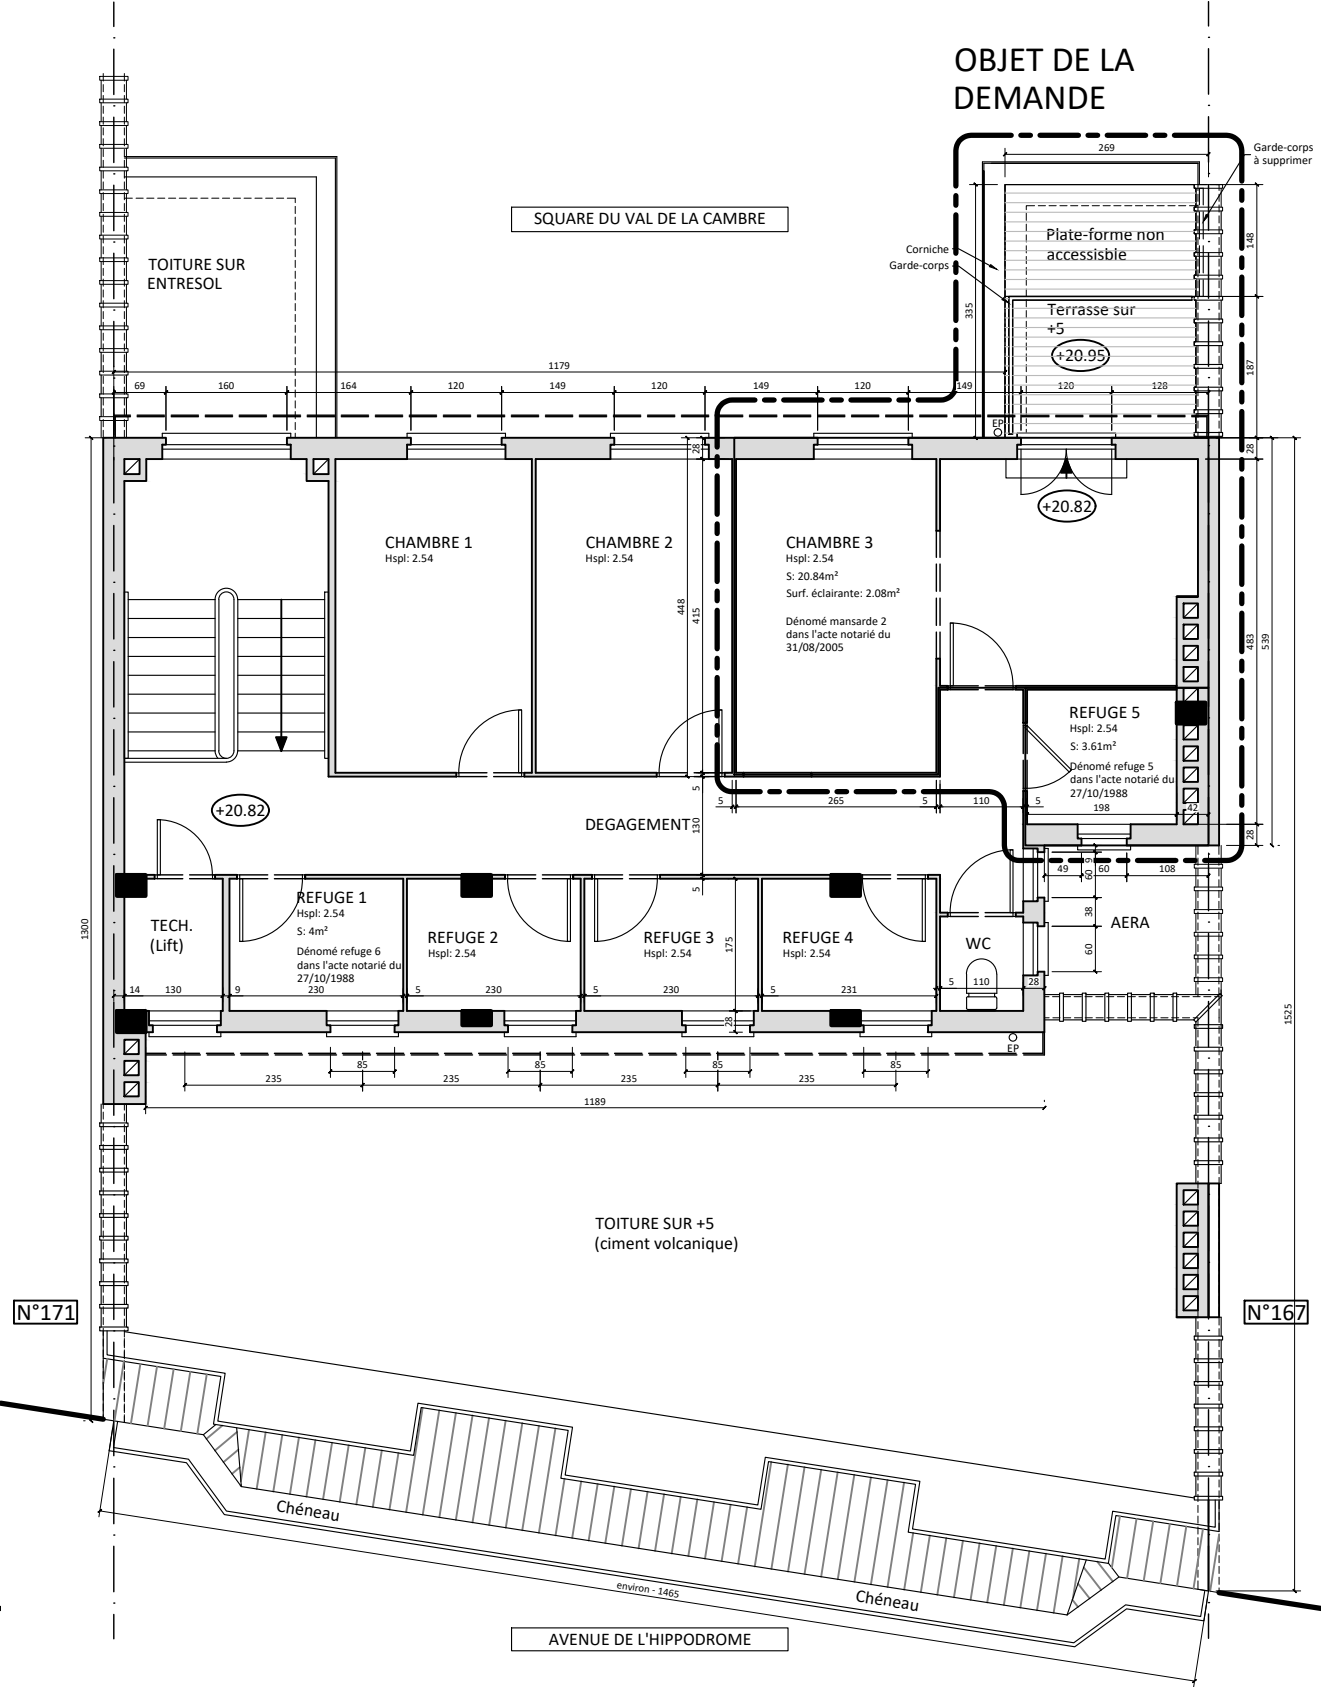 OBJET DE LA
DEMANDE
269
Garde-corps
à supprimer
SQUARE DU VAL DE LA CAMBRE
Plate-forme non
accessisble
148
Corniche
Garde-corps
TOITURE SUR
ENTRESOL
335
Terrasse sur
+5
+20.95
187
1179
69
160
164
120
149
120
149
120
149
120
128
EP
28
28
+20.82
CHAMBRE 1
Hspl: 2.54
CHAMBRE 2
Hspl: 2.54
CHAMBRE 3
Hspl: 2.54
S: 20.84m²
Surf. éclairante: 2.08m²
Dénomé mansarde 2
dans l'acte notarié du
31/08/2005
448
415
483
539
REFUGE 5
Hspl: 2.54
S: 3.61m²
Dénomé refuge 5
dans l'acte notarié du
27/10/1988
198
42
5
5
265
5
110
5
+20.82
DEGAGEMENT
130
28
49
60
108
9
60
38
60
AERA
5
TECH.
(Lift)
REFUGE 1
Hspl: 2.54
S: 4m²
Dénomé refuge 6
dans l'acte notarié du
27/10/1988
REFUGE 2
Hspl: 2.54
REFUGE 3
Hspl: 2.54
175
REFUGE 4
Hspl: 2.54
WC
1300
14
130
9
230
5
230
5
230
5
231
5
110
28
28
EP
1525
85
85
85
85
235
235
235
235
1189
TOITURE SUR +5
(ciment volcanique)
N°171
N°167
Chéneau
environ - 1465
Chéneau
AVENUE DE L'HIPPODROME